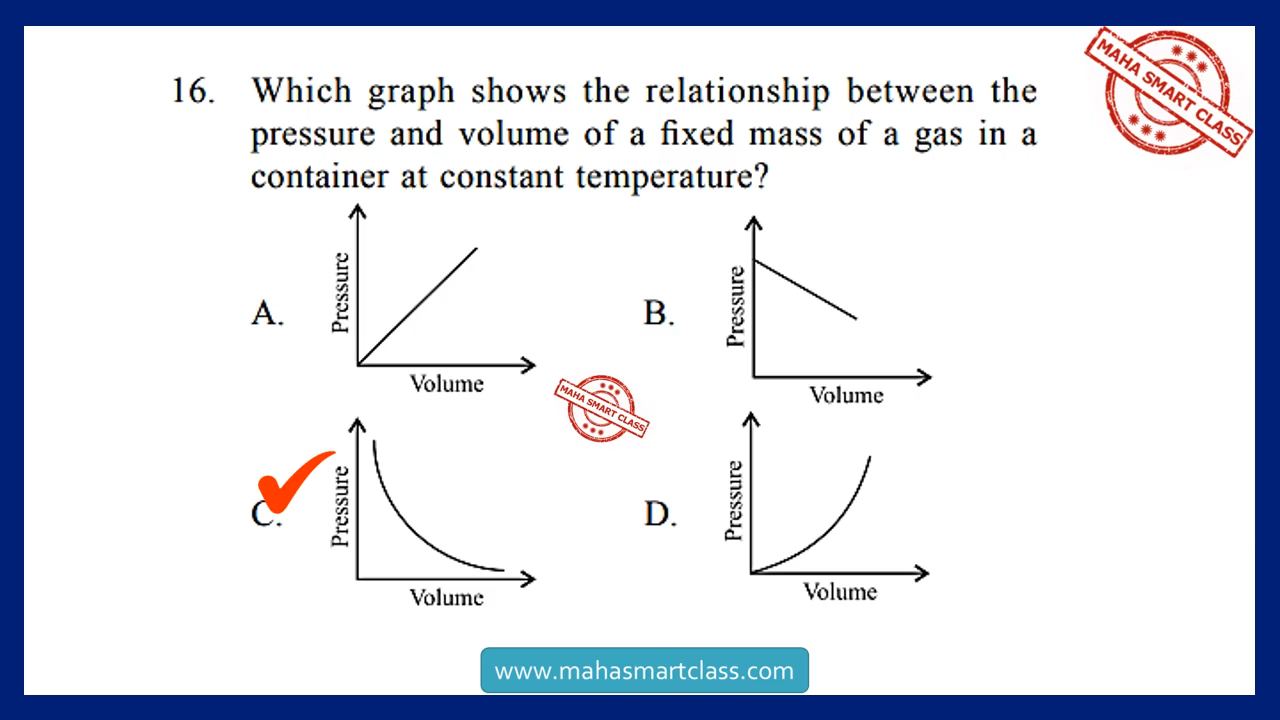 MAHA SMART CLASS
16. Which graph shows the relationship between the
pressure and volume of a fixed mass of a gas in a
container at constant temperature?
A.
Pressure
Volume
B.
Pressure
Volume
MAHA SMART CLASS
C.
Pressure
Volume
D.
Pressure
Volume
www.mahasmartclass.com